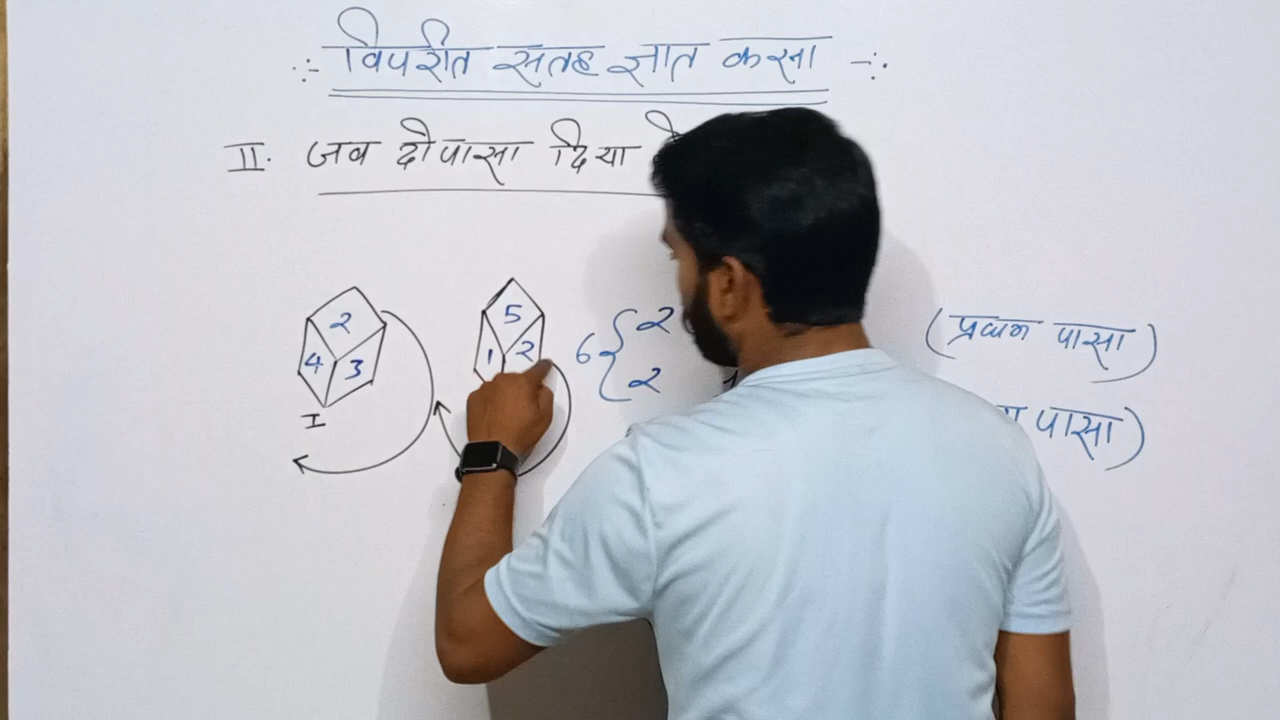 :- विपरीत सतह ज्ञात करना -:
II. जब दो पासा दिया
2
4 3
I
5
1 2
6 { 2
2
(प्रथम पासा)
पासा)